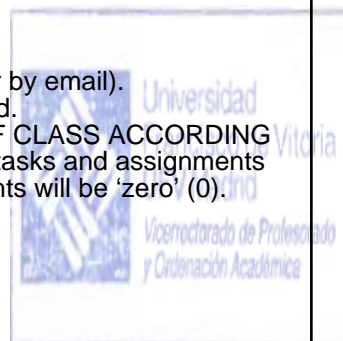 r by email).
d.
F CLASS ACCORDING
tasks and assignments
nts will be ‘zero’ (0).
Universidad
Vitoria
Madrid
Vicerrectorado de Profesorado
y Ordenación Académica